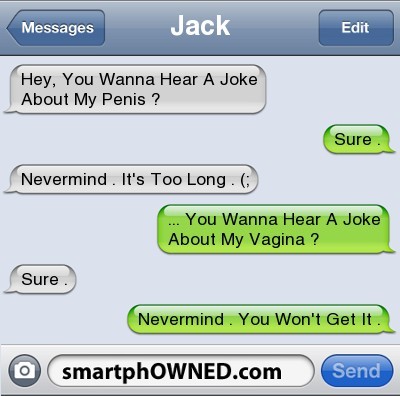 Messages
Jack
Edit
Hey, You Wanna Hear A Joke
About My Penis ?
Sure .
Nevermind . It's Too Long . (;
... You Wanna Hear A Joke
About My Vagina ?
Sure .
Nevermind . You Won't Get It .
smartphOWNED.com
Send